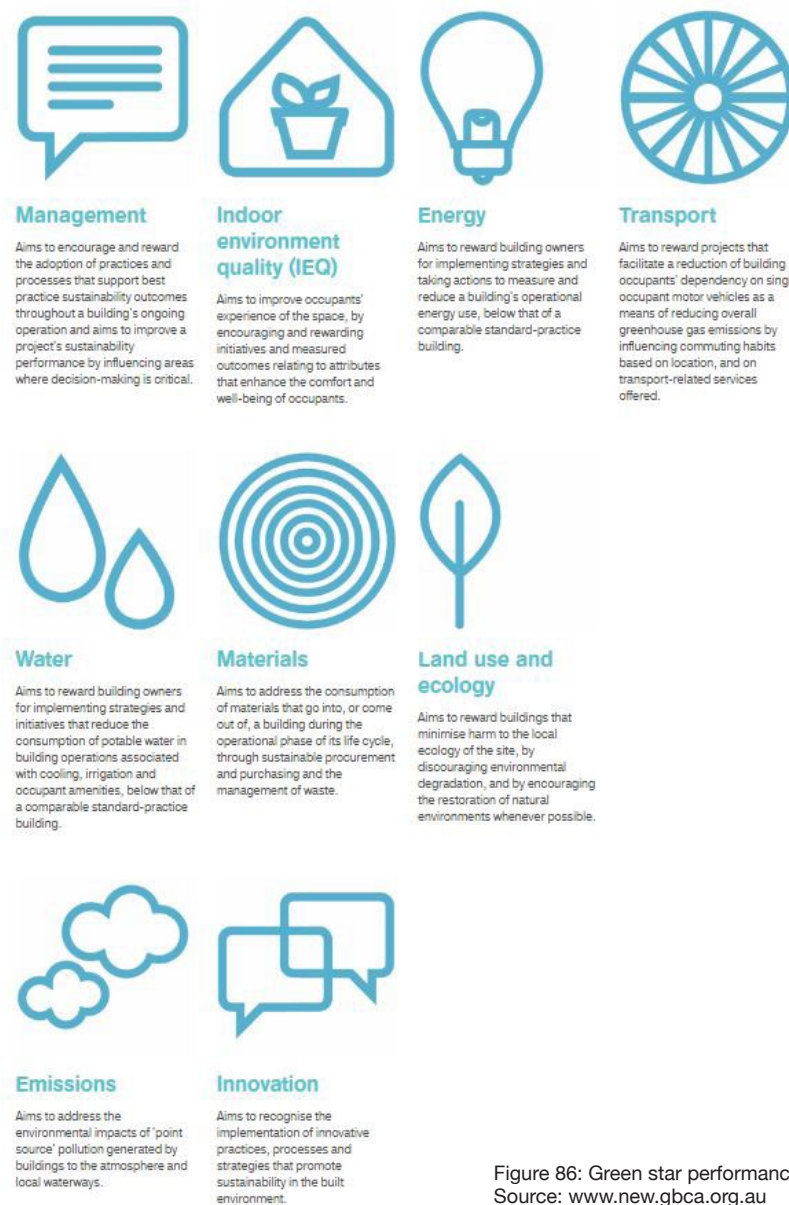 Management
Aims to encourage and reward
the adoption of practices and
processes that support best
practice sustainability outcomes
throughout a building's ongoing
operation and aims to improve a
project's sustainability
performance by influencing areas
where decision-making is critical.
Indoor
environment
quality (IEQ)
Aims to improve occupants'
experience of the space, by
encouraging and rewarding
initiatives and measured
outcomes relating to attributes
that enhance the comfort and
well-being of occupants.
Energy
Aims to reward building owners
for implementing strategies and
taking actions to measure and
reduce a building's operational
energy use, below that of a
comparable standard-practice
building.
Transport
Aims to reward projects that
facilitate a reduction of building
occupants' dependency on sing
occupant motor vehicles as a
means of reducing overall
greenhouse gas emissions by
influencing commuting habits
based on location, and on
transport-related services
offered.
Water
Aims to reward building owners
for implementing strategies and
initiatives that reduce the
consumption of potable water in
building operations associated
with cooling, irrigation and
occupant amenities, below that of
a comparable standard-practice
building.
Materials
Aims to address the consumption
of materials that go into, or come
out of, a building during the
operational phase of its life cycle,
through sustainable procurement
and purchasing and the
management of waste.
Land use and
ecology
Aims to reward buildings that
minimise harm to the local
ecology of the site, by
discouraging environmental
degradation, and by encouraging
the restoration of natural
environments whenever possible.
Emissions
Aims to address the
environmental impacts of 'point
source' pollution generated by
buildings to the atmosphere and
local waterways.
Innovation
Aims to recognise the
implementation of innovative
practices, processes and
strategies that promote
sustainability in the built
environment.
Figure 86: Green star performanc
Source: www.new.gbca.org.au